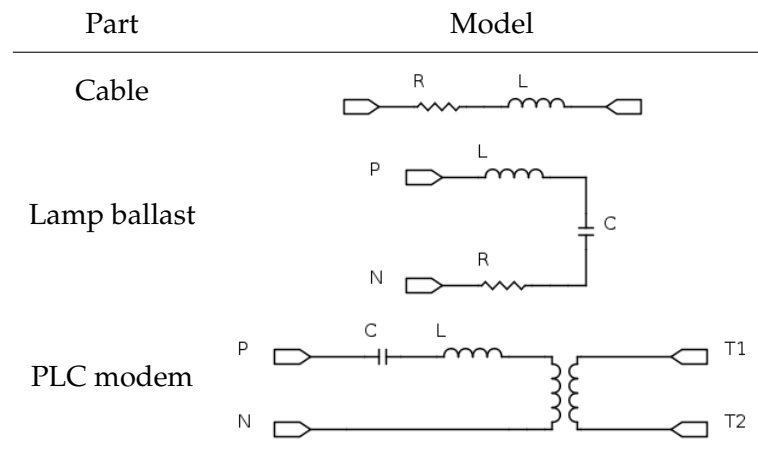 Part Model
Cable
R L
P L
Lamp ballast
C
N R
P C L T1
PLC modem
N T2